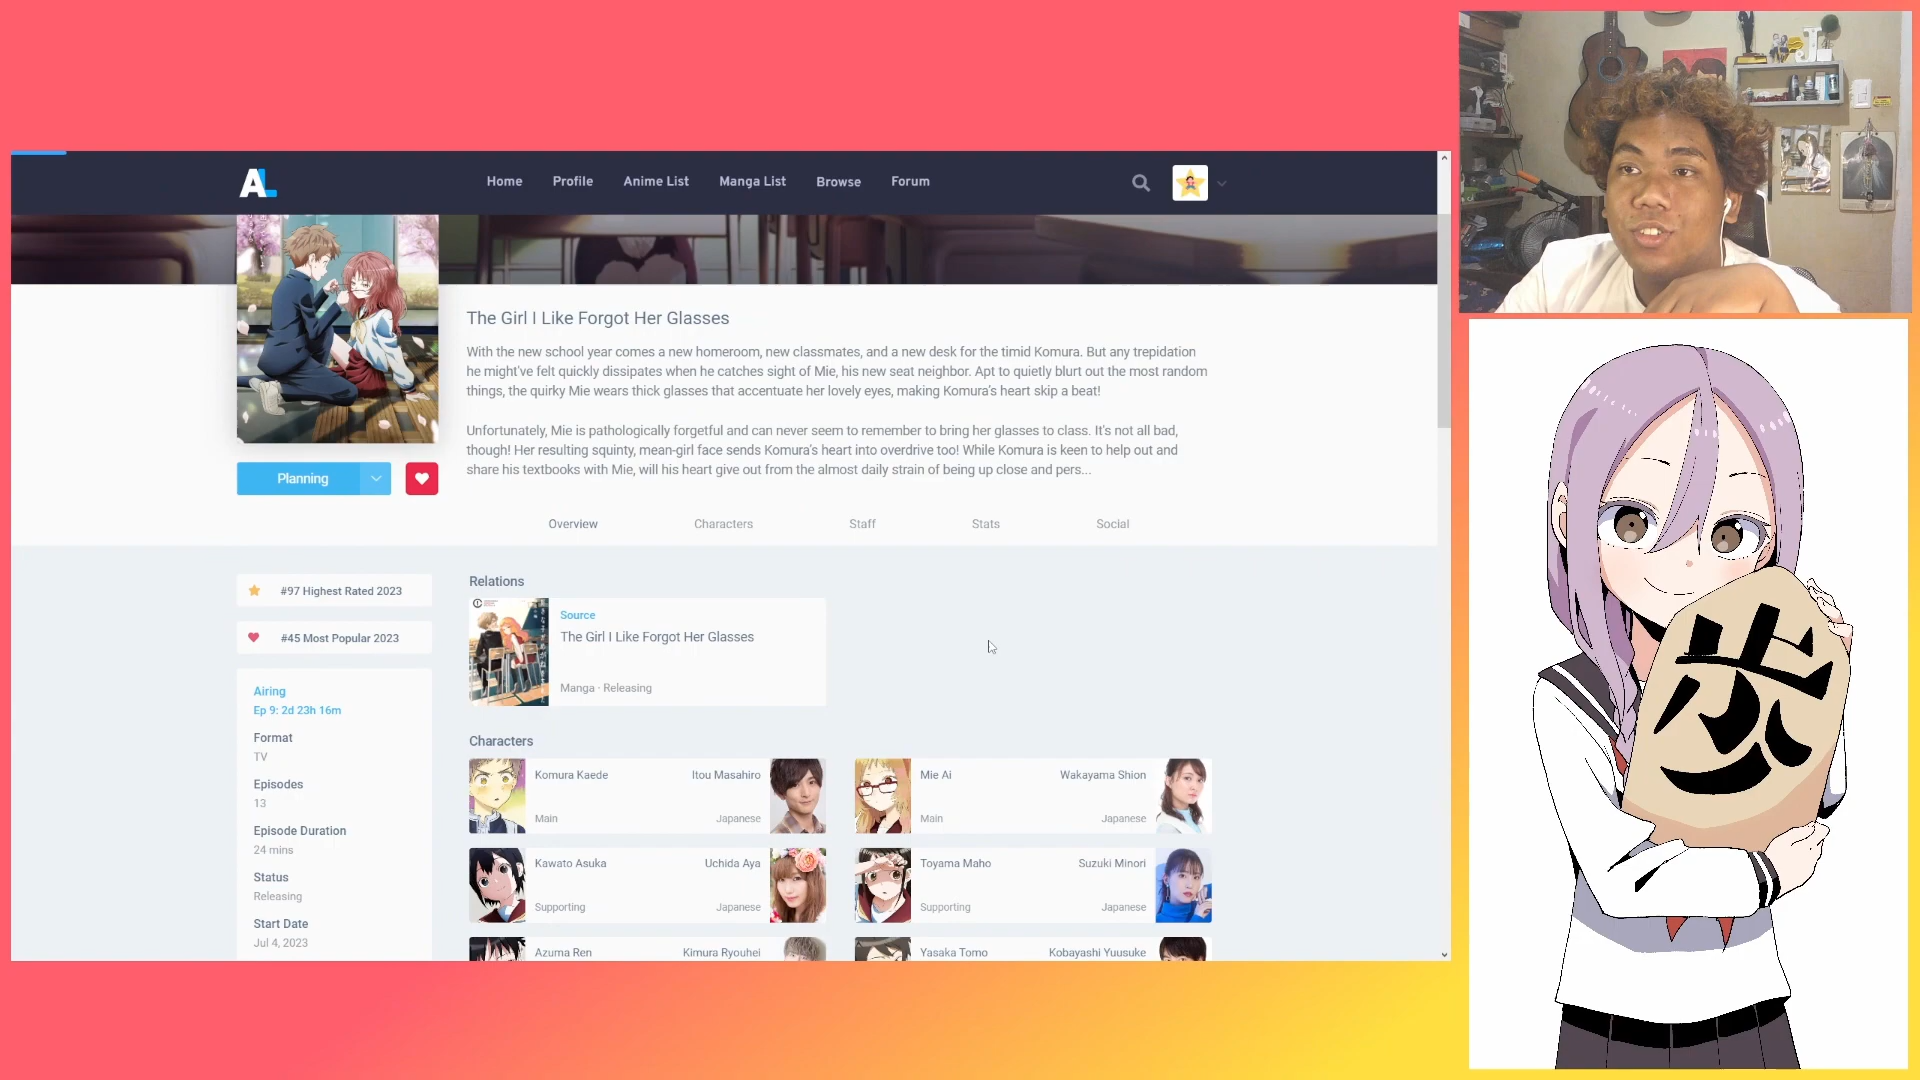 AL
Home
Profile
Anime List
Manga List
Browse
Forum
The Girl I Like Forgot Her Glasses
With the new school year comes a new homeroom, new classmates, and a new desk for the timid Komura. But any trepidation
he might've felt quickly dissipates when he catches sight of Mie, his new seat neighbor. Apt to quietly blurt out the most random
things, the quirky Mie wears thick glasses that accentuate her lovely eyes, making Komura's heart skip a beat!
Unfortunately, Mie is pathologically forgetful and can never seem to remember to bring her glasses to class. It's not all bad,
though! Her resulting squinty, mean-girl face sends Komura's heart into overdrive too! While Komura is keen to help out and
share his textbooks with Mie, will his heart give out from the almost daily strain of being up close and pers...
Planning
Overview
Characters
Staff
Stats
Social
#97 Highest Rated 2023
#45 Most Popular 2023
Airing
Ep 9: 2d 23h 16m
Format
TV
Episodes
13
Episode Duration
24 mins
Status
Releasing
Start Date
Jul 4, 2023
Relations
Source
The Girl I Like Forgot Her Glasses
Manga · Releasing
Characters
Komura Kaede
Itou Masahiro
Main
Japanese
Mie Ai
Wakayama Shion
Main
Japanese
Kawato Asuka
Uchida Aya
Supporting
Japanese
Toyama Maho
Suzuki Minori
Supporting
Japanese
Azuma Ren
Kimura Ryouhei
Yasaka Tomo
Kobayashi Yuusuke
歩